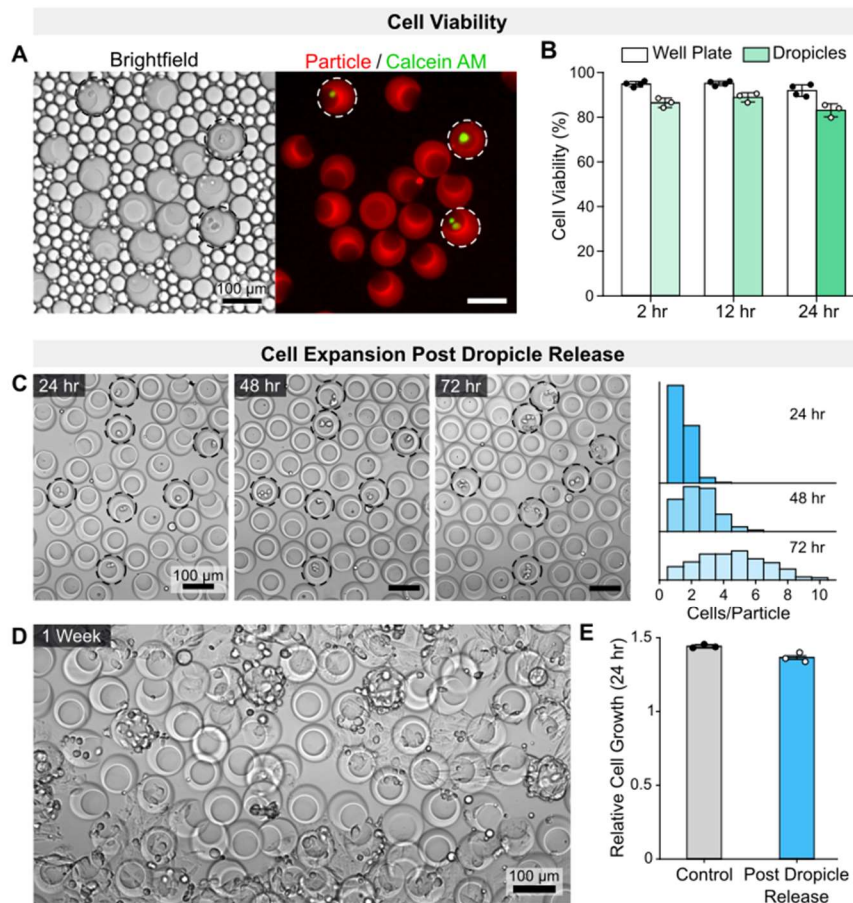 Cell Viability
A
Brightfield
Particle / Calcein AM
100 µm
B
Well Plate
Dropicles
Cell Viability (%)
100
80
60
40
20
0
2 hr
12 hr
24 hr
Cell Expansion Post Dropicle Release
C
24 hr
48 hr
72 hr
100 µm
24 hr
48 hr
72 hr
0 2 4 6 8 10
Cells/Particle
D
1 Week
100 µm
E
Relative Cell Growth (24 hr)
1.5
1
0.5
0
Control
Post Dropicle
Release